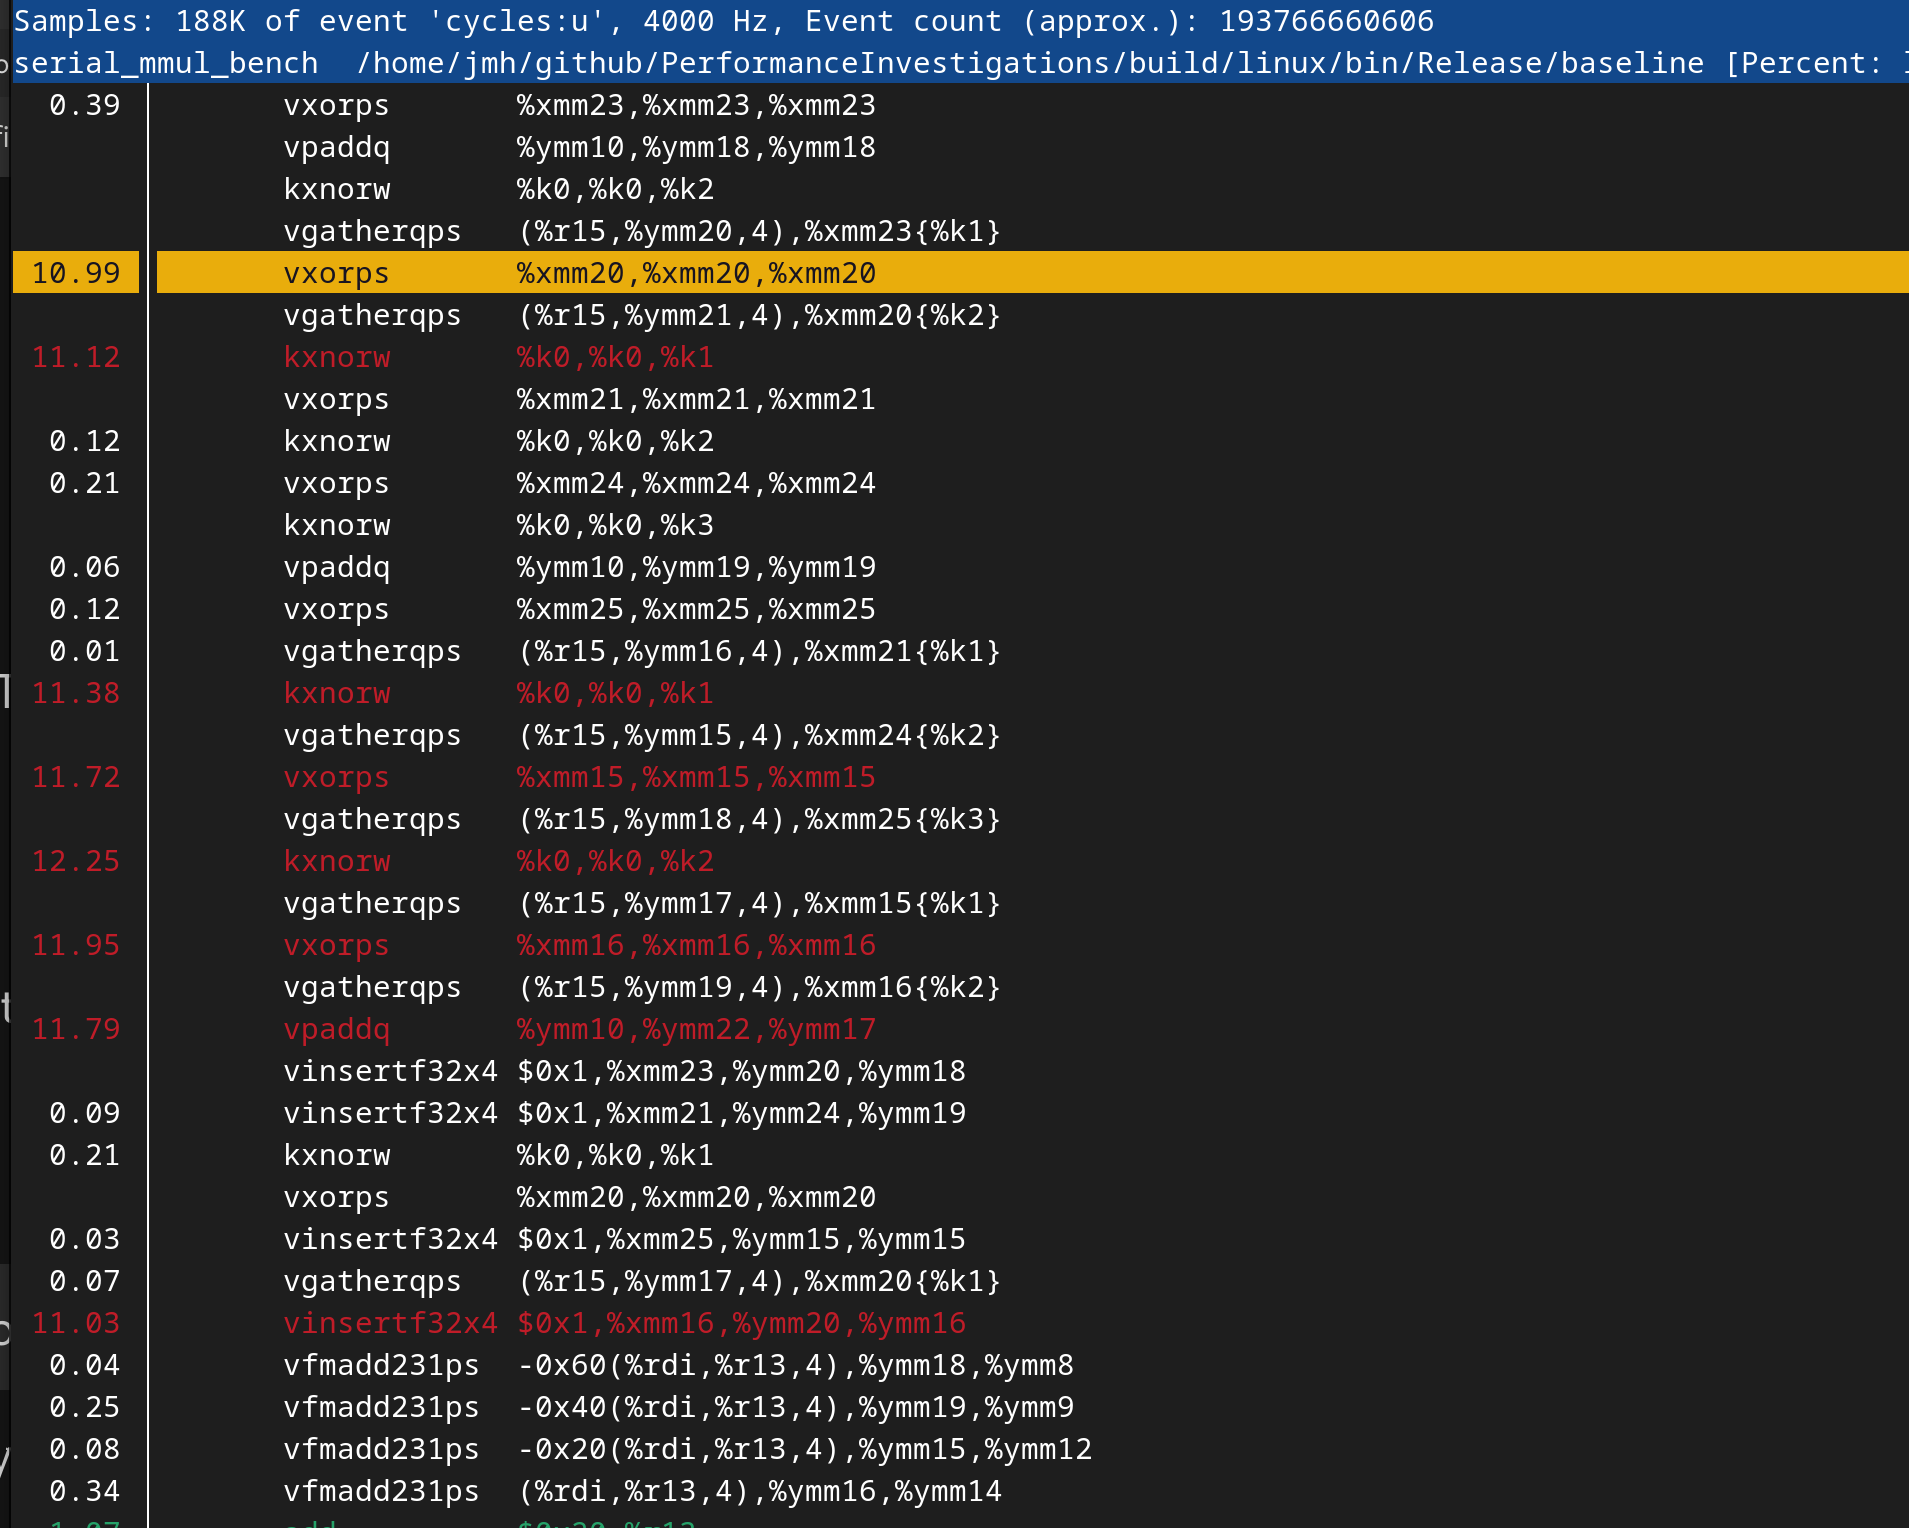 Samples: 188K of event 'cycles:u', 4000 Hz, Event count (approx.): 193766660606
serial_mmul_bench  /home/jmh/github/PerformanceInvestigations/build/linux/bin/Release/baseline [Percent:
0.39 vxorps %xmm23,%xmm23,%xmm23
vpaddq %ymm10,%ymm18,%ymm18
kxnorw %k0,%k0,%k2
vgatherqps (%r15,%ymm20,4),%xmm23{%k1}
10.99 vxorps %xmm20,%xmm20,%xmm20
vgatherqps (%r15,%ymm21,4),%xmm20{%k2}
11.12 kxnorw %k0,%k0,%k1
vxorps %xmm21,%xmm21,%xmm21
0.12 kxnorw %k0,%k0,%k2
0.21 vxorps %xmm24,%xmm24,%xmm24
kxnorw %k0,%k0,%k3
0.06 vpaddq %ymm10,%ymm19,%ymm19
0.12 vxorps %xmm25,%xmm25,%xmm25
0.01 vgatherqps (%r15,%ymm16,4),%xmm21{%k1}
11.38 kxnorw %k0,%k0,%k1
vgatherqps (%r15,%ymm15,4),%xmm24{%k2}
11.72 vxorps %xmm15,%xmm15,%xmm15
vgatherqps (%r15,%ymm18,4),%xmm25{%k3}
12.25 kxnorw %k0,%k0,%k2
vgatherqps (%r15,%ymm17,4),%xmm15{%k1}
11.95 vxorps %xmm16,%xmm16,%xmm16
vgatherqps (%r15,%ymm19,4),%xmm16{%k2}
11.79 vpaddq %ymm10,%ymm22,%ymm17
vinsertf32x4 $0x1,%xmm23,%ymm20,%ymm18
0.09 vinsertf32x4 $0x1,%xmm21,%ymm24,%ymm19
0.21 kxnorw %k0,%k0,%k1
vxorps %xmm20,%xmm20,%xmm20
0.03 vinsertf32x4 $0x1,%xmm25,%ymm15,%ymm15
0.07 vgatherqps (%r15,%ymm17,4),%xmm20{%k1}
11.03 vinsertf32x4 $0x1,%xmm16,%ymm20,%ymm16
0.04 vfmadd231ps -0x60(%rdi,%r13,4),%ymm18,%ymm8
0.25 vfmadd231ps -0x40(%rdi,%r13,4),%ymm19,%ymm9
0.08 vfmadd231ps -0x20(%rdi,%r13,4),%ymm15,%ymm12
0.34 vfmadd231ps (%rdi,%r13,4),%ymm16,%ymm14